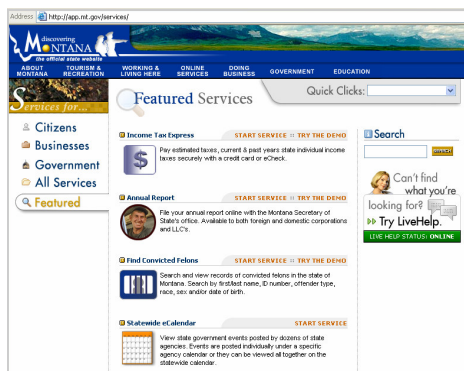 Address http://app.mt.gov/services/
discovering
MONTANA
the official state website
ABOUT MONTANA
TOURISM & RECREATION
WORKING & LIVING HERE
ONLINE SERVICES
DOING BUSINESS
GOVERNMENT
EDUCATION
Services for...
Citizens
Businesses
Government
All Services
Featured
Featured Services
Quick Clicks:
Income Tax Express START SERVICE :: TRY THE DEMO
Pay estimated taxes, current & past years state individual income
taxes securely with a credit card or eCheck.
Annual Report START SERVICE :: TRY THE DEMO
File your annual report online with the Montana Secretary of
State's office. Available to both foreign and domestic corporations
and LLC's.
Find Convicted Felons START SERVICE :: TRY THE DEMO
Search and view records of convicted felons in the state of
Montana. Search by first/last name, ID number, offender type,
race, sex and/or date of birth.
Statewide eCalendar START SERVICE
View state government events posted by dozens of state
agencies. Events are posted individually under a specific
agency calendar or they can be viewed all together on the
statewide calendar.
Search
SEARCH
Can't find
what you're
looking for?
Try LiveHelp.
LIVE HELP STATUS: ONLINE